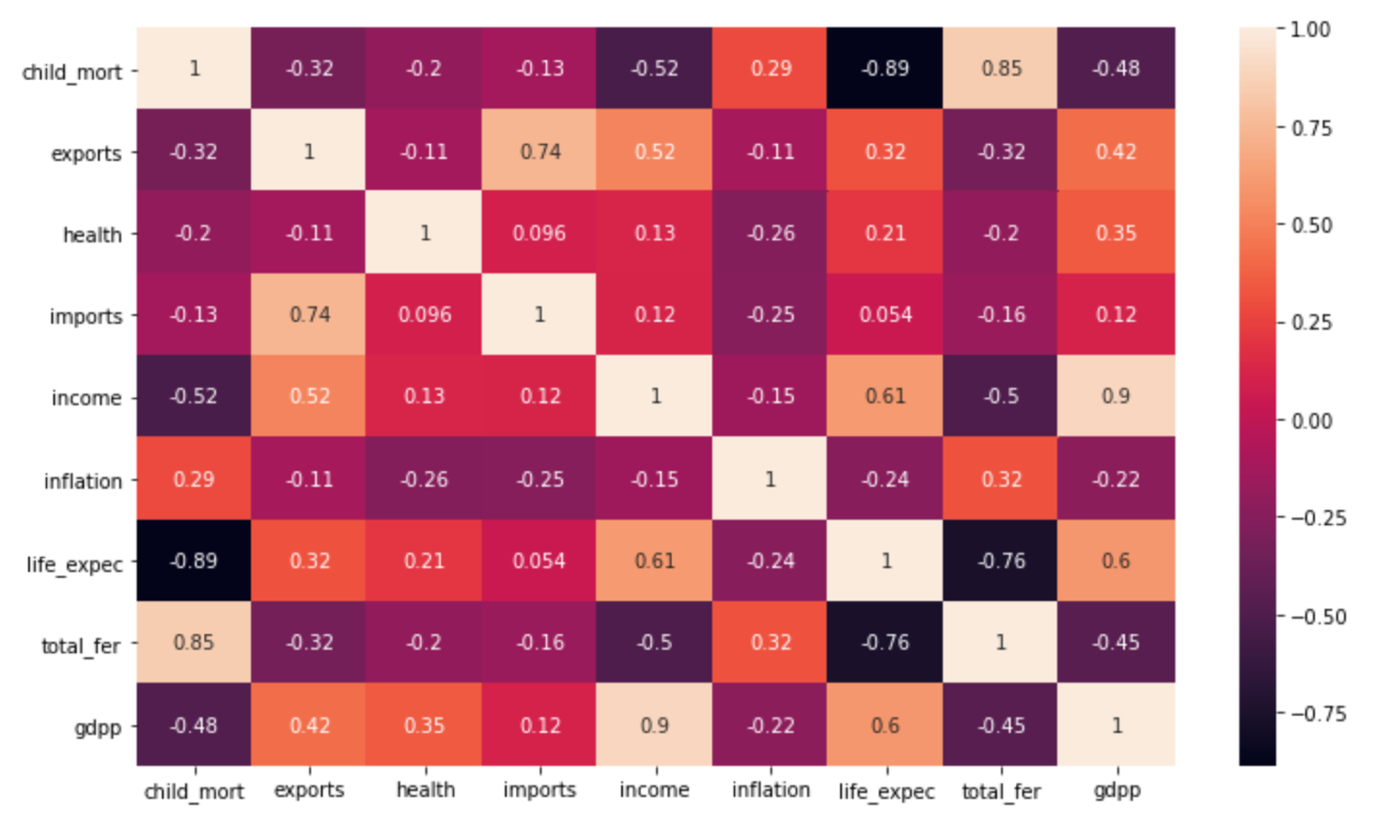 child_mort 1 -0.32 -0.2 -0.13 -0.52 0.29 -0.89 0.85 -0.48
exports -0.32 1 -0.11 0.74 0.52 -0.11 0.32 -0.32 0.42
health -0.2 -0.11 1 0.096 0.13 -0.26 0.21 -0.2 0.35
imports -0.13 0.74 0.096 1 0.12 -0.25 0.054 -0.16 0.12
income -0.52 0.52 0.13 0.12 1 -0.15 0.61 -0.5 0.9
inflation 0.29 -0.11 -0.26 -0.25 -0.15 1 -0.24 0.32 -0.22
life_expec -0.89 0.32 0.21 0.054 0.61 -0.24 1 -0.76 0.6
total_fer 0.85 -0.32 -0.2 -0.16 -0.5 0.32 -0.76 1 -0.45
gdpp -0.48 0.42 0.35 0.12 0.9 -0.22 0.6 -0.45 1
child_mort exports health imports income inflation life_expec total_fer gdpp
1.00
0.75
0.50
0.25
0.00
−0.25
−0.50
−0.75